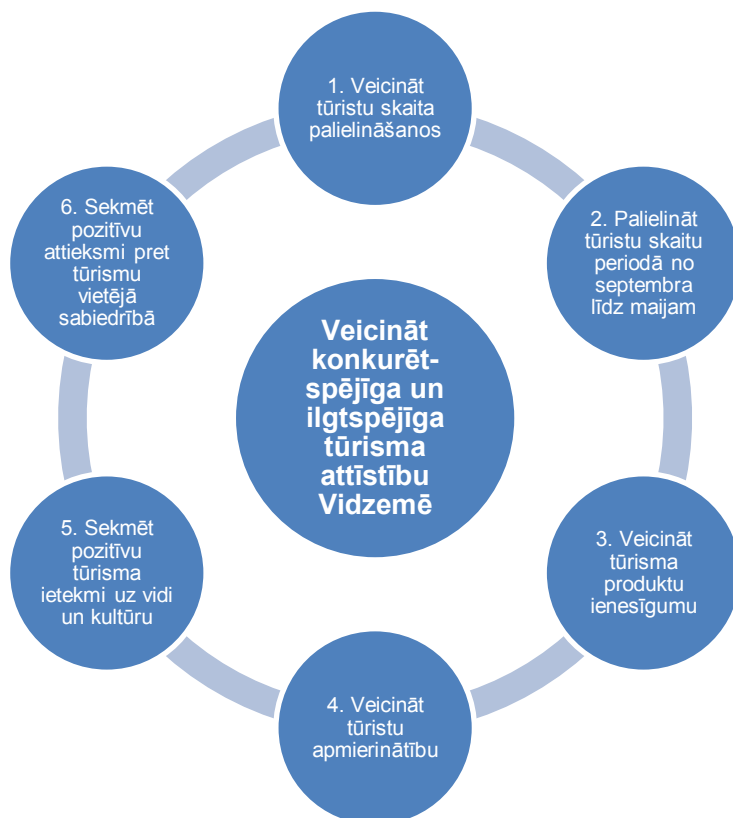 1. Veicināt
tūristu skaita
palielināšanos
2. Palielināt
tūristu skaitu
periodā no
septembra
līdz maijam
3. Veicināt
tūrisma
produktu
ienesīgumu
4. Veicināt
tūristu
apmierinātību
5. Sekmēt
pozitīvu
tūrisma
ietekmi uz vidi
un kultūru
6. Sekmēt
pozitīvu
attieksmi pret
tūrismu
vietējā
sabiedrībā
Veicināt
konkurēt-
spējīga un
ilgtspējīga
tūrisma
attīstību
Vidzemē